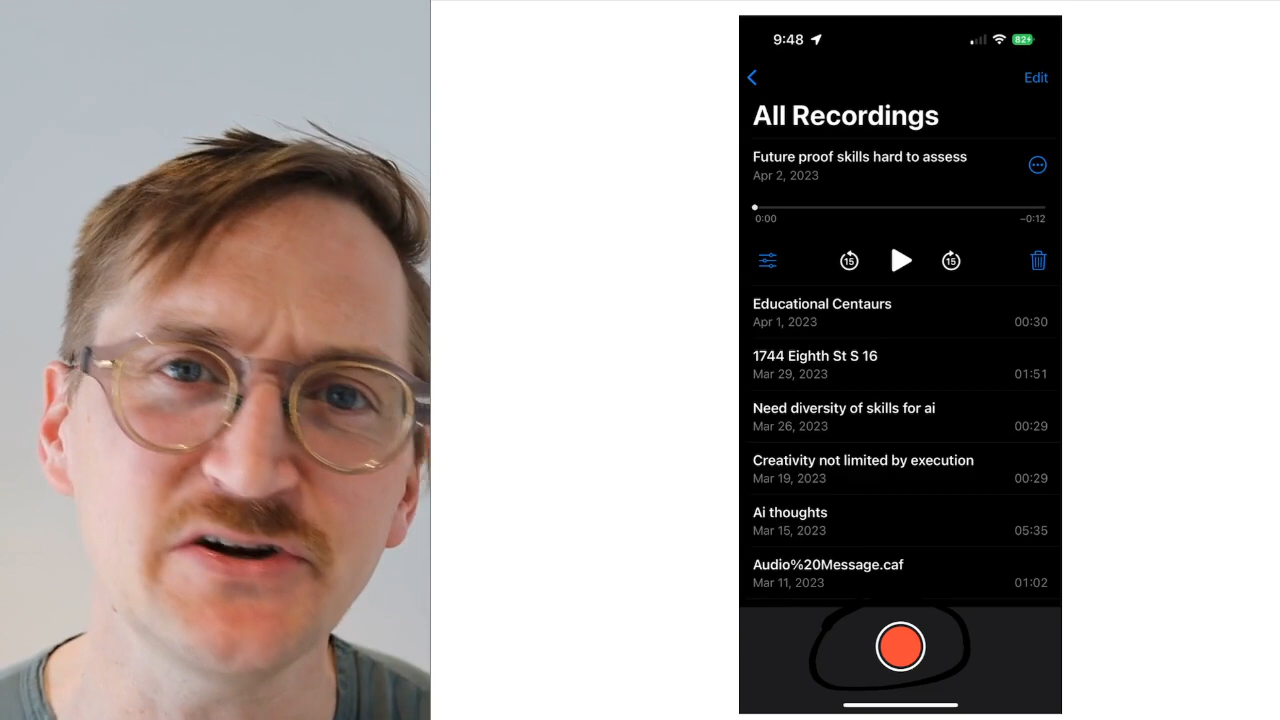 9:48
82
Edit
All Recordings
Future proof skills hard to assess
Apr 2, 2023
0:00 −0:12
15 15
Educational Centaurs
Apr 1, 2023 00:30
1744 Eighth St S 16
Mar 29, 2023 01:51
Need diversity of skills for ai
Mar 26, 2023 00:29
Creativity not limited by execution
Mar 19, 2023 00:29
Ai thoughts
Mar 15, 2023 05:35
Audio%20Message.caf
Mar 11, 2023 01:02